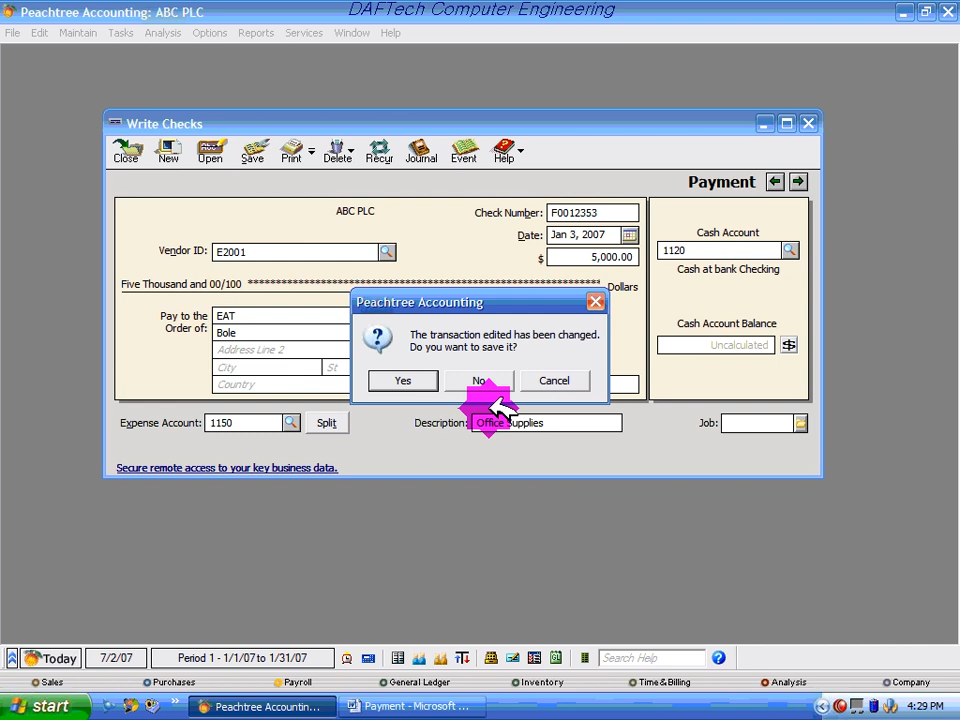 DAFTech Computer Engineering
Peachtree Accounting: ABC PLC
File Edit Maintain Tasks Analysis Options Reports Services Window Help
Write Checks
Close New Open Save Print Delete Recur Journal Event Help
Payment
ABC PLC
Check Number: F0012353
Date: Jan 3, 2007
Vendor ID: E2001
$ 5,000.00
Cash Account
1120
Cash at bank Checking
Five Thousand and 00/100 **************************************************** Dollars
Pay to the Order of:
EAT
Bole
Address Line 2
City St
Country
Cash Account Balance
Uncalculated
Peachtree Accounting
The transaction edited has been changed.
Do you want to save it?
Yes No Cancel
Expense Account: 1150 Split Description: Office Supplies Job:
Secure remote access to your key business data.
Today 7/2/07 Period 1 - 1/1/07 to 1/31/07 Search Help
Sales Purchases Payroll General Ledger Inventory Time & Billing Analysis Company
start Peachtree Accountin... Payment - Microsoft ... 4:29 PM